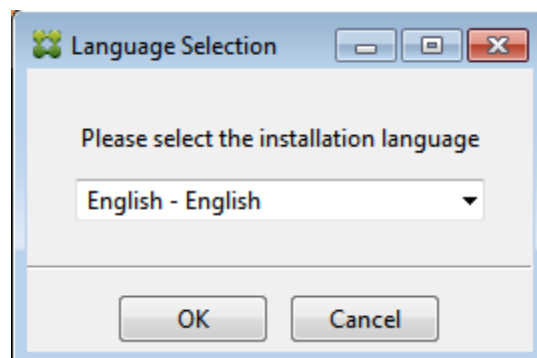 Language Selection
Please select the installation language
English - English
OK Cancel